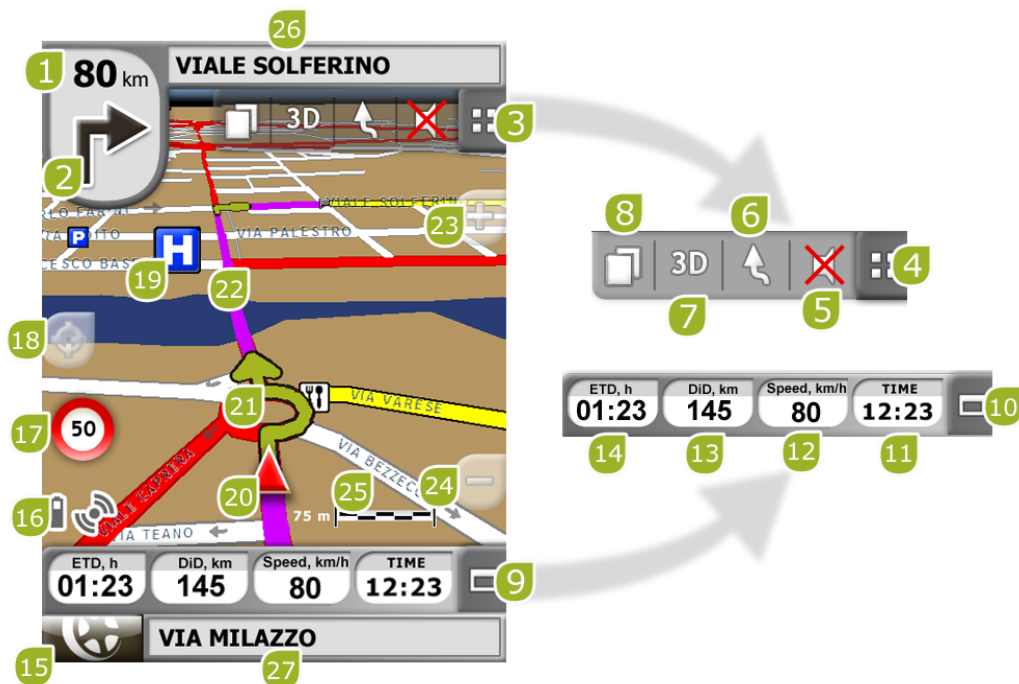 26
1
80 km
VIALE SOLFERINO
3D
3
2
VIALE SOLFERINO
23
P
VIA PALESTRO
H
19
22
18
21
VIA VARESE
17
50
VIALE CAPRERA
VIA BEZZECC
20
25
24
75 m
16
VIA TEANO
ETD, h
01:23
DiD, km
145
Speed, km/h
80
TIME
12:23
9
15
VIA MILAZZO
27
8
6
3D
4
7
5
ETD, h
01:23
DiD, km
145
Speed, km/h
80
TIME
12:23
10
14
13
12
11